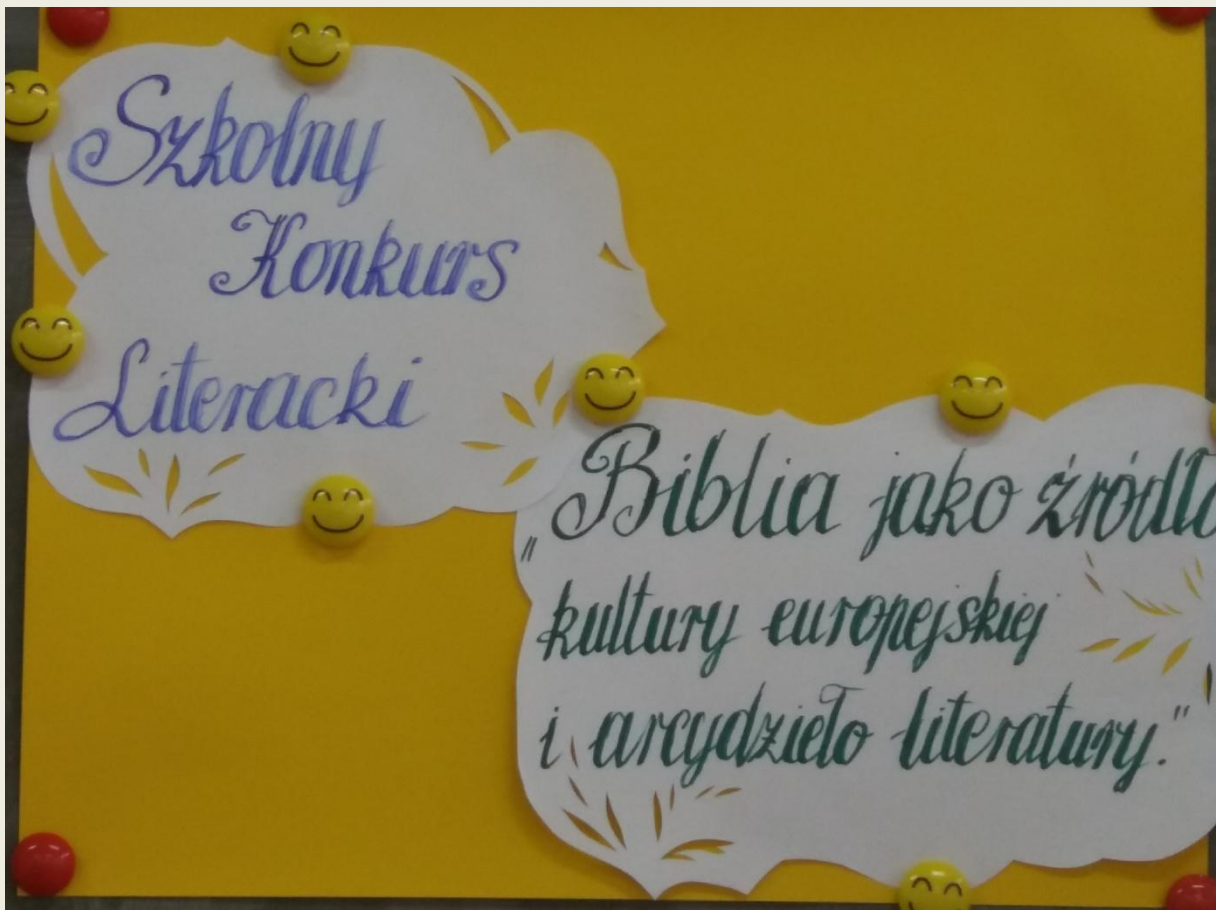 Szkolny
Konkurs
Literacki
„Biblia jako źródło
kultury europejskiej
i arcydzieło literatury."